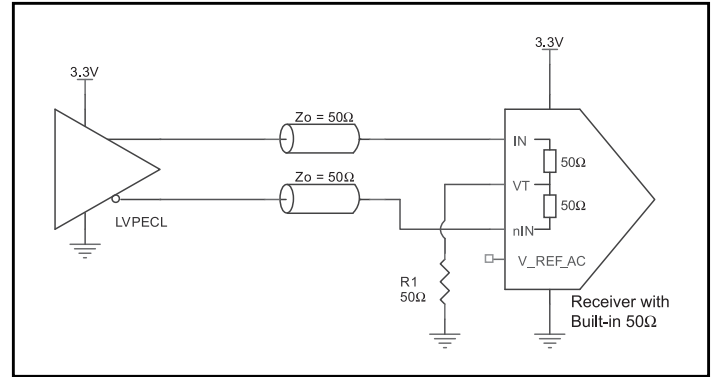 3.3V
3.3V
Zo = 50Ω
IN
50Ω
Zo = 50Ω
VT
50Ω
LVPECL
nIN
V_REF_AC
R1
50Ω
Receiver with
Built-in 50Ω